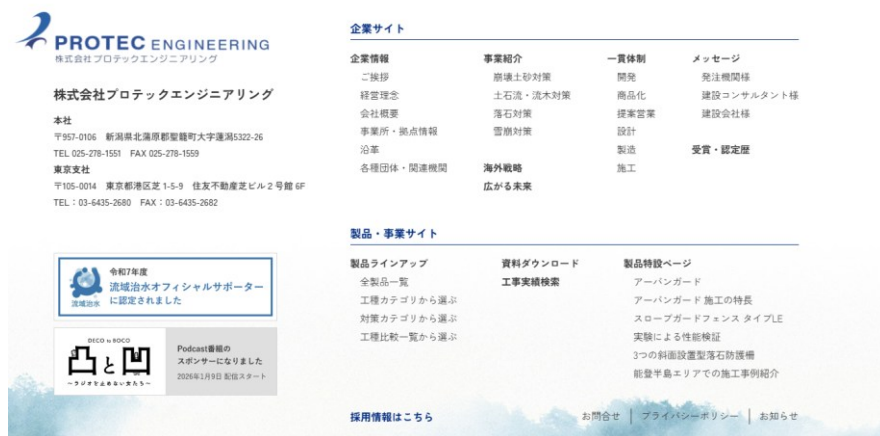 PROTEC ENGINEERING
株式会社プロテックエンジニアリング
株式会社プロテックエンジニアリング
本社
〒957-0106 新潟県北蒲原郡聖籠町大字蓮潟5322-26
TEL 025-278-1551 FAX 025-278-1559
東京支社
〒105-0014 東京都港区芝 1-5-9 住友不動産芝ビル２号館 6F
TEL：03-6435-2680 FAX：03-6435-2682
流域治水
令和7年度
流域治水オフィシャルサポーター
に認定されました
DECO to BOCO
凸と凹
〜ラジオを止めない女たち〜
Podcast番組の
スポンサーになりました
2026年1月9日 配信スタート
企業サイト
企業情報
ご挨拶
経営理念
会社概要
事業所・拠点情報
沿革
各種団体・関連機関
事業紹介
崩壊土砂対策
土石流・流木対策
落石対策
雪崩対策
海外戦略
広がる未来
一貫体制
開発
商品化
提案営業
設計
製造
施工
メッセージ
発注機関様
建設コンサルタント様
建設会社様
受賞・認定歴
製品・事業サイト
製品ラインアップ
全製品一覧
工種カテゴリから選ぶ
対策カテゴリから選ぶ
工種比較一覧から選ぶ
資料ダウンロード
工事実績検索
製品特設ページ
アーバンガード
アーバンガード 施工の特長
スロープガードフェンス タイプLE
実験による性能検証
3つの斜面設置型落石防護柵
能登半島エリアでの施工事例紹介
採用情報はこちら
お問合せ │ プライバシーポリシー │ お知らせ